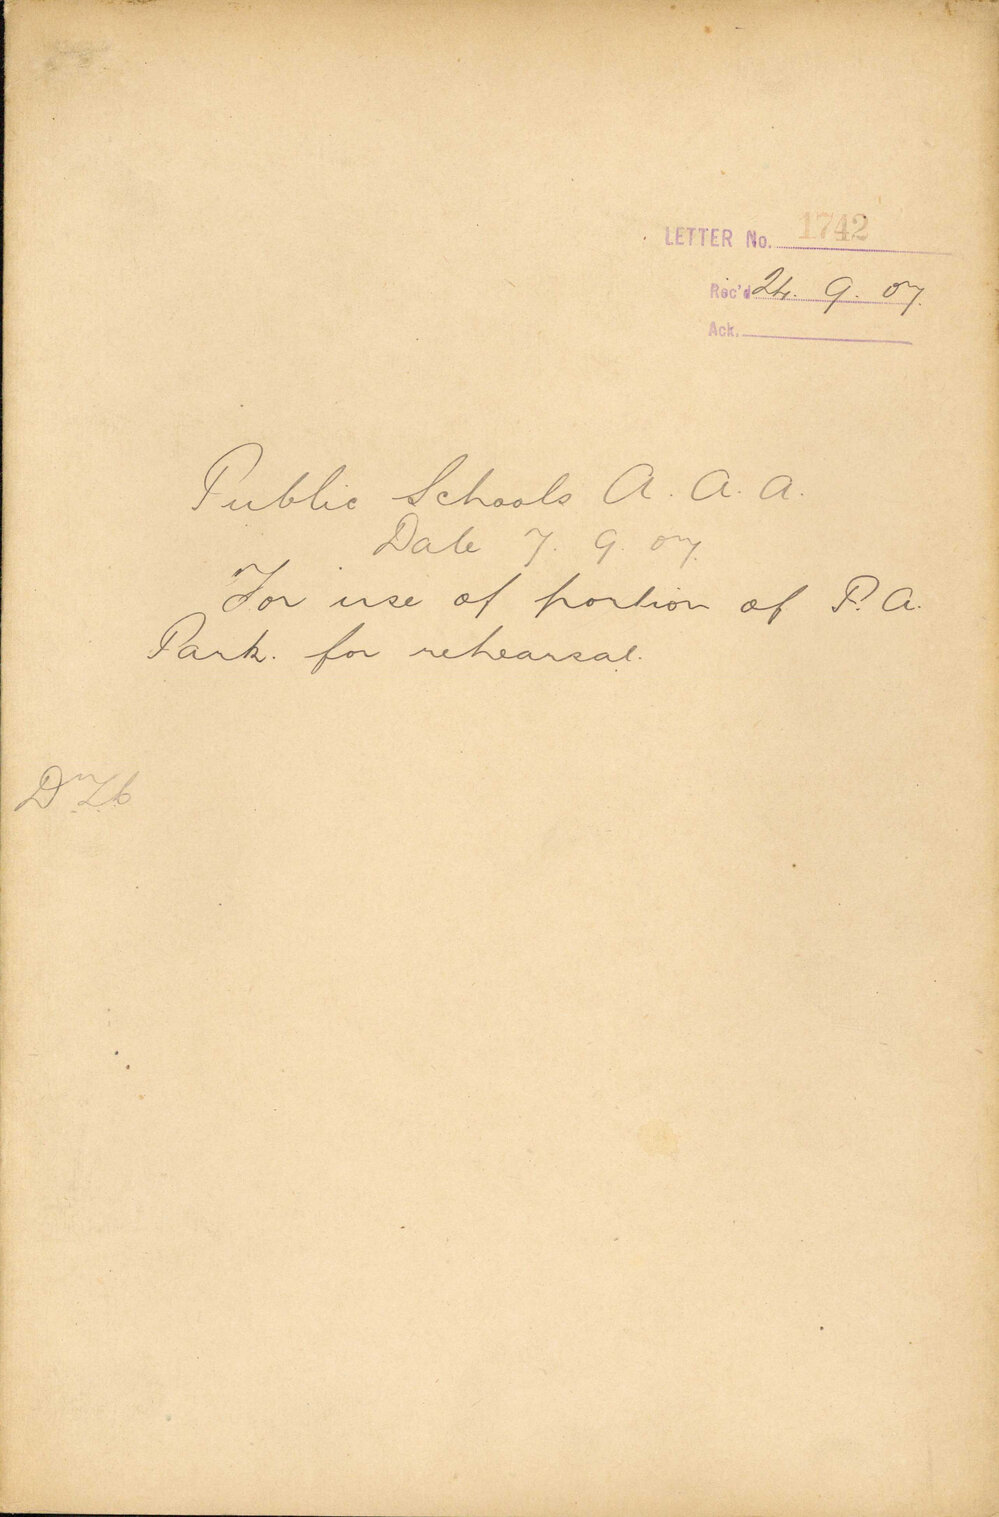 LETTER No. 1742
Rec'd 24. 9. 07.
Ack.
Public Schools A. A. A.
Date 7. 9. 07.
For use of portion of P. A.
Park. for rehearsal.